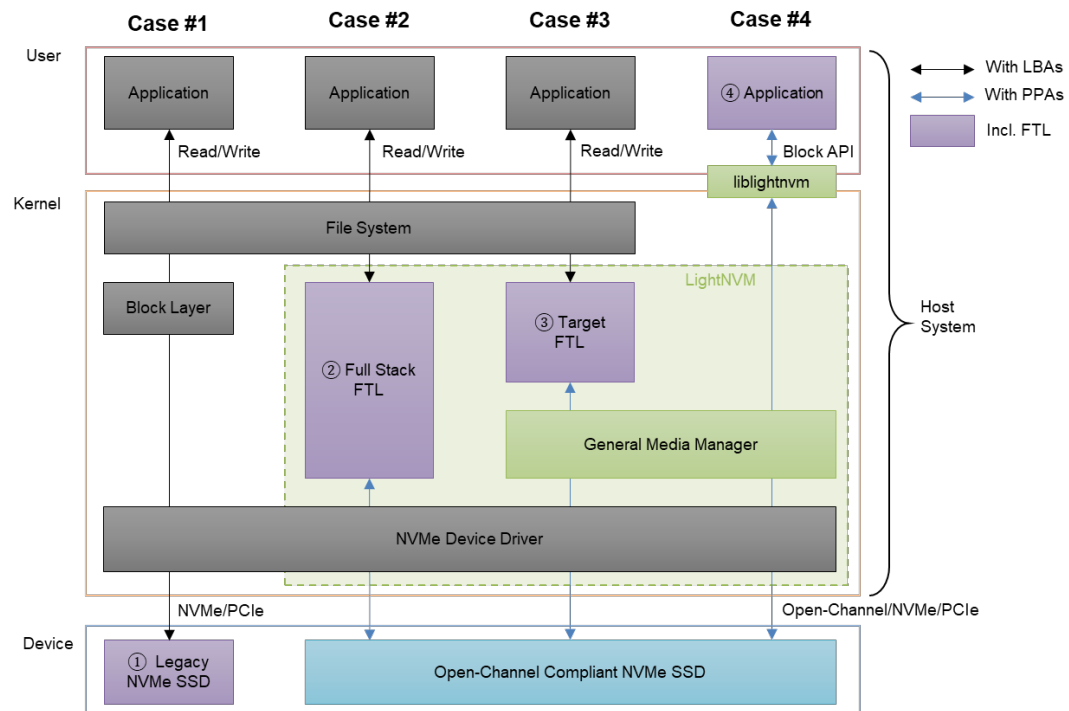 Case #1
Case #2
Case #3
Case #4
User
Application
Application
Application
④ Application
With LBAs
With PPAs
Incl. FTL
Read/Write
Read/Write
Read/Write
Block API
liblightnvm
Kernel
File System
LightNVM
Block Layer
② Full Stack
FTL
③ Target
FTL
Host
System
General Media Manager
NVMe Device Driver
NVMe/PCIe
Open-Channel/NVMe/PCIe
Device
① Legacy
NVMe SSD
Open-Channel Compliant NVMe SSD